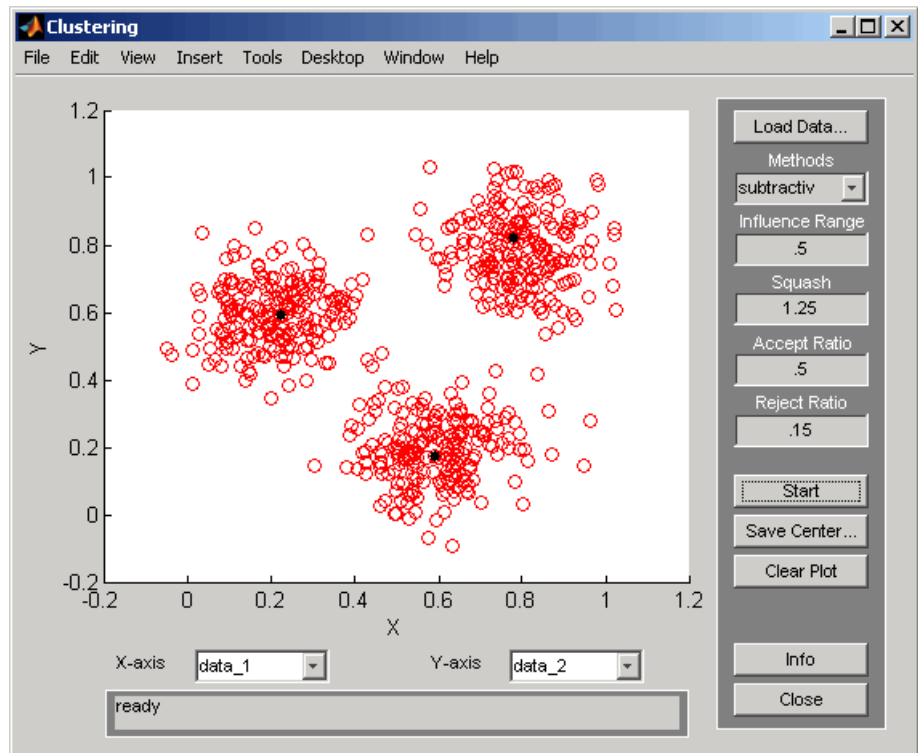 Clustering
File Edit View Insert Tools Desktop Window Help
1.2
1
0.8
0.6
0.4
0.2
0
-0.2
Y
-0.2 0 0.2 0.4 0.6 0.8 1 1.2
X
X-axis data_1 Y-axis data_2
ready
Load Data...
Methods
subtractiv
Influence Range
.5
Squash
1.25
Accept Ratio
.5
Reject Ratio
.15
Start
Save Center...
Clear Plot
Info
Close